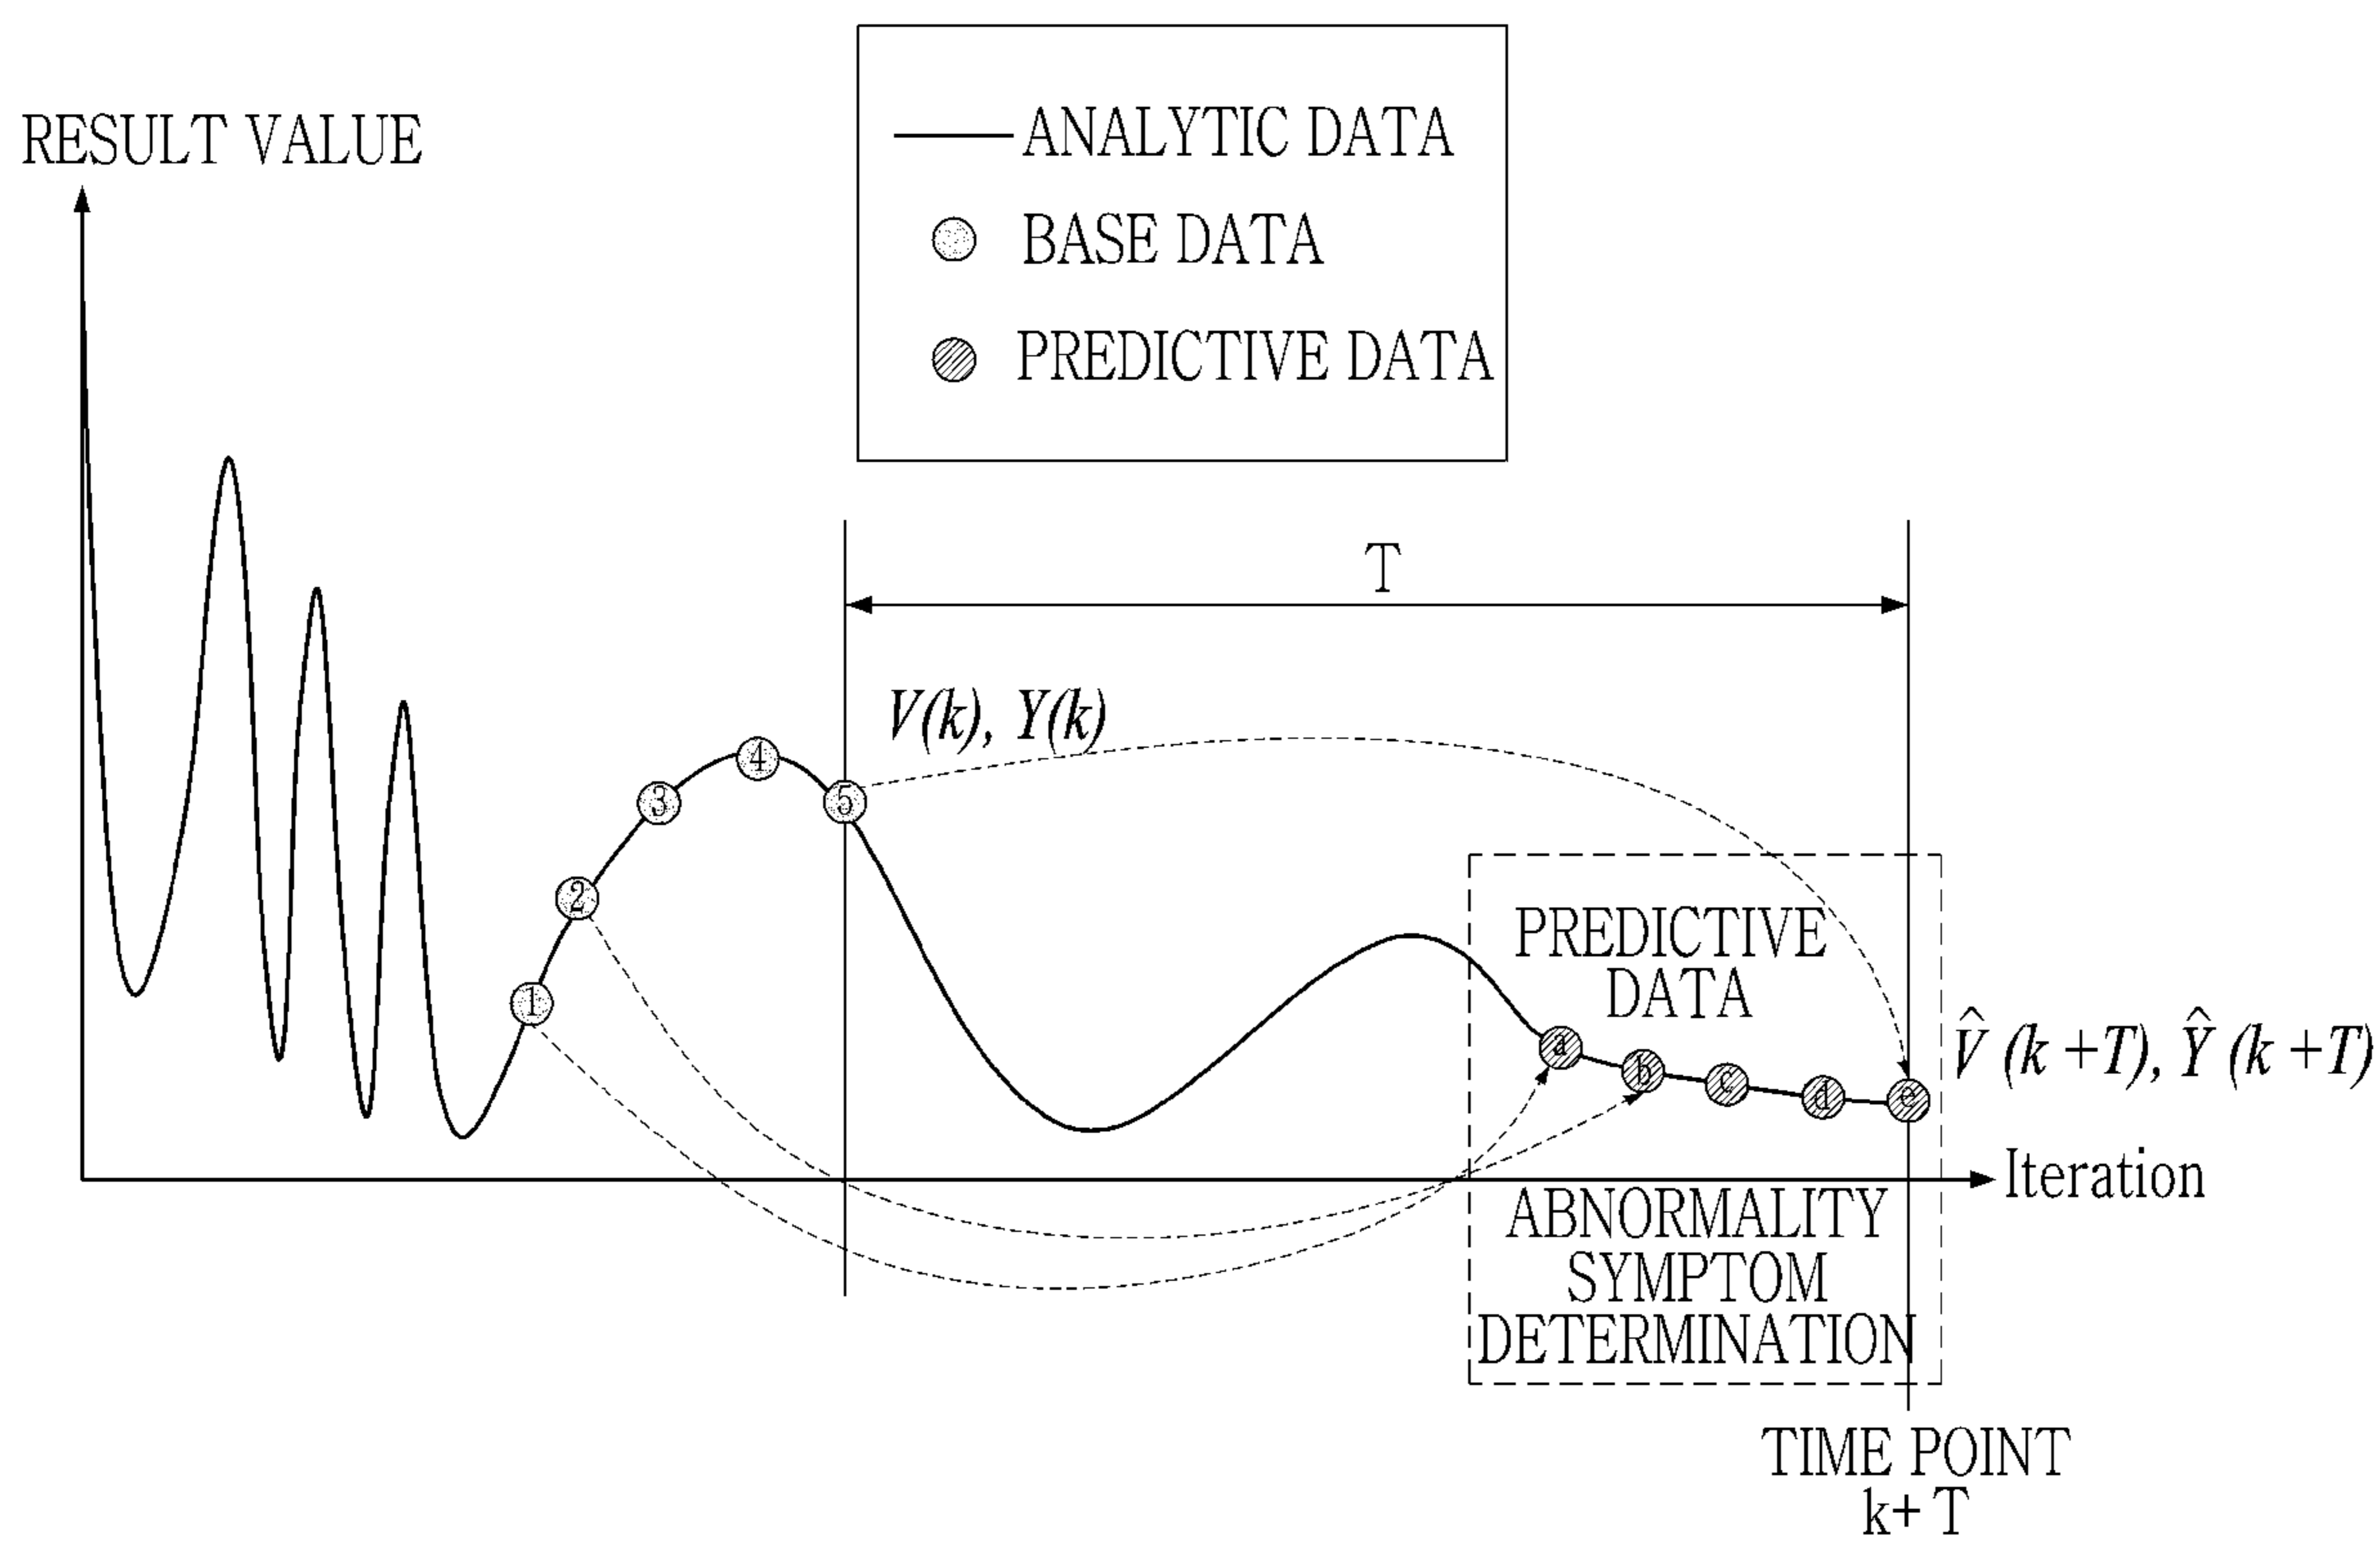 ANALYTIC DATA
BASE DATA
PREDICTIVE DATA
RESULT VALUE
T
V(k), Y(k)
1
2
3
4
5
PREDICTIVE
DATA
a
b
c
d
e
V̂ (k +T), Ŷ (k +T)
Iteration
ABNORMALITY
SYMPTOM
DETERMINATION
TIME POINT
k+ T